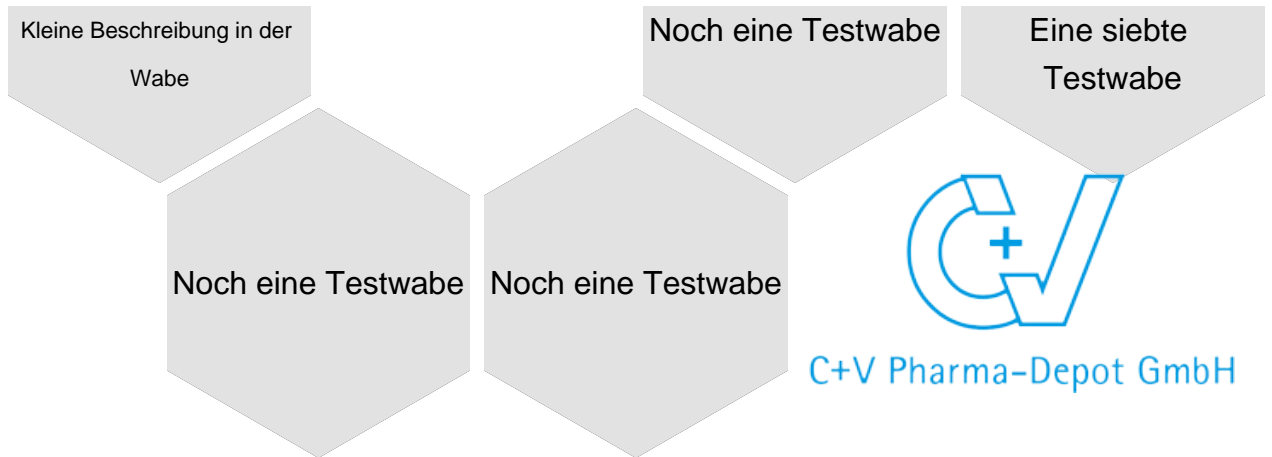 Kleine Beschreibung in der
Wabe
Noch eine Testwabe
Eine siebte
Testwabe
Noch eine Testwabe
Noch eine Testwabe
C+V
C+V Pharma-Depot GmbH